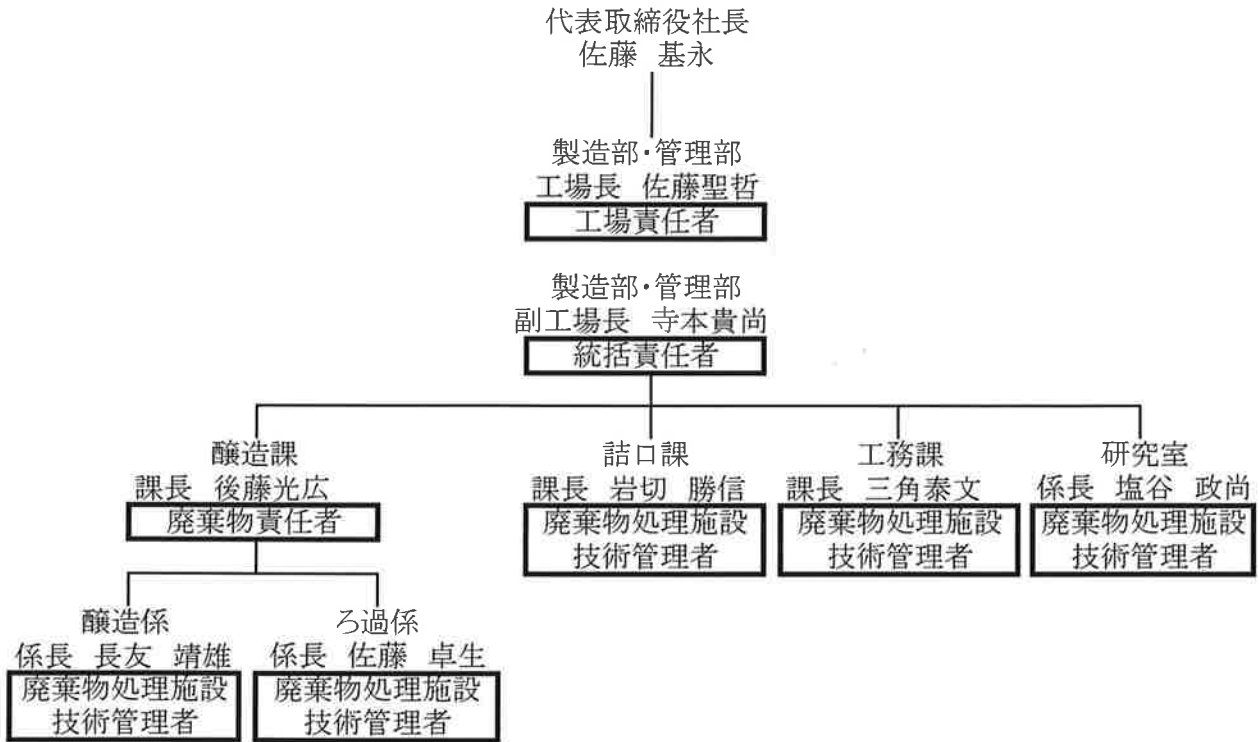 代表取締役社長
佐藤 基永
製造部・管理部
工場長 佐藤聖哲
工場責任者
製造部・管理部
副工場長 寺本貴尚
統括責任者
醸造課
課長 後藤光広
廃棄物責任者
詰口課
課長 岩切 勝信
廃棄物処理施設
技術管理者
工務課
課長 三角泰文
廃棄物処理施設
技術管理者
研究室
係長 塩谷 政尚
廃棄物処理施設
技術管理者
醸造係
係長 長友 靖雄
廃棄物処理施設
技術管理者
ろ過係
係長 佐藤 卓生
廃棄物処理施設
技術管理者